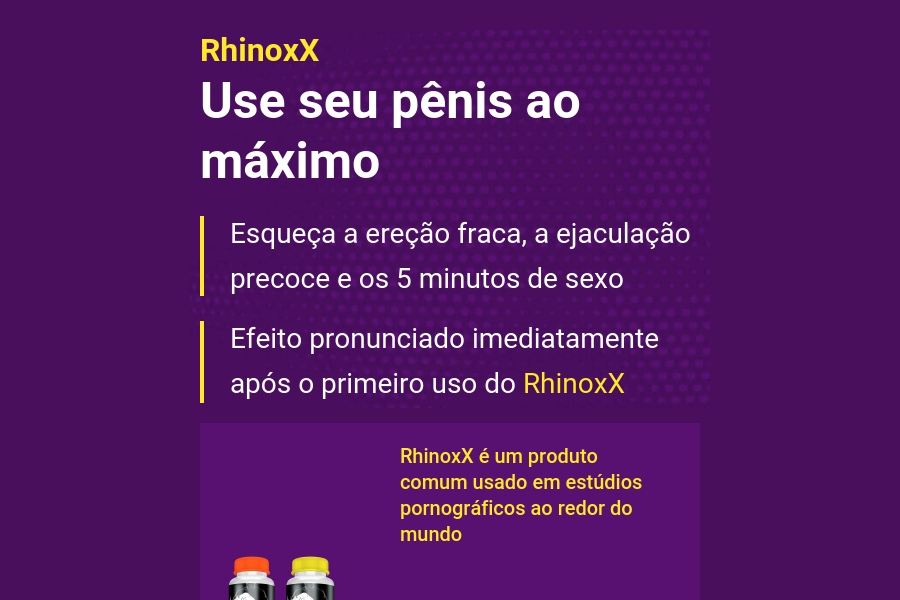 RhinoxX
Use seu pênis ao
máximo
Esqueça a ereção fraca, a ejaculação
precoce e os 5 minutos de sexo
Efeito pronunciado imediatamente
após o primeiro uso do RhinoxX
RhinoxX é um produto
comum usado em estúdios
pornográficos ao redor do
mundo